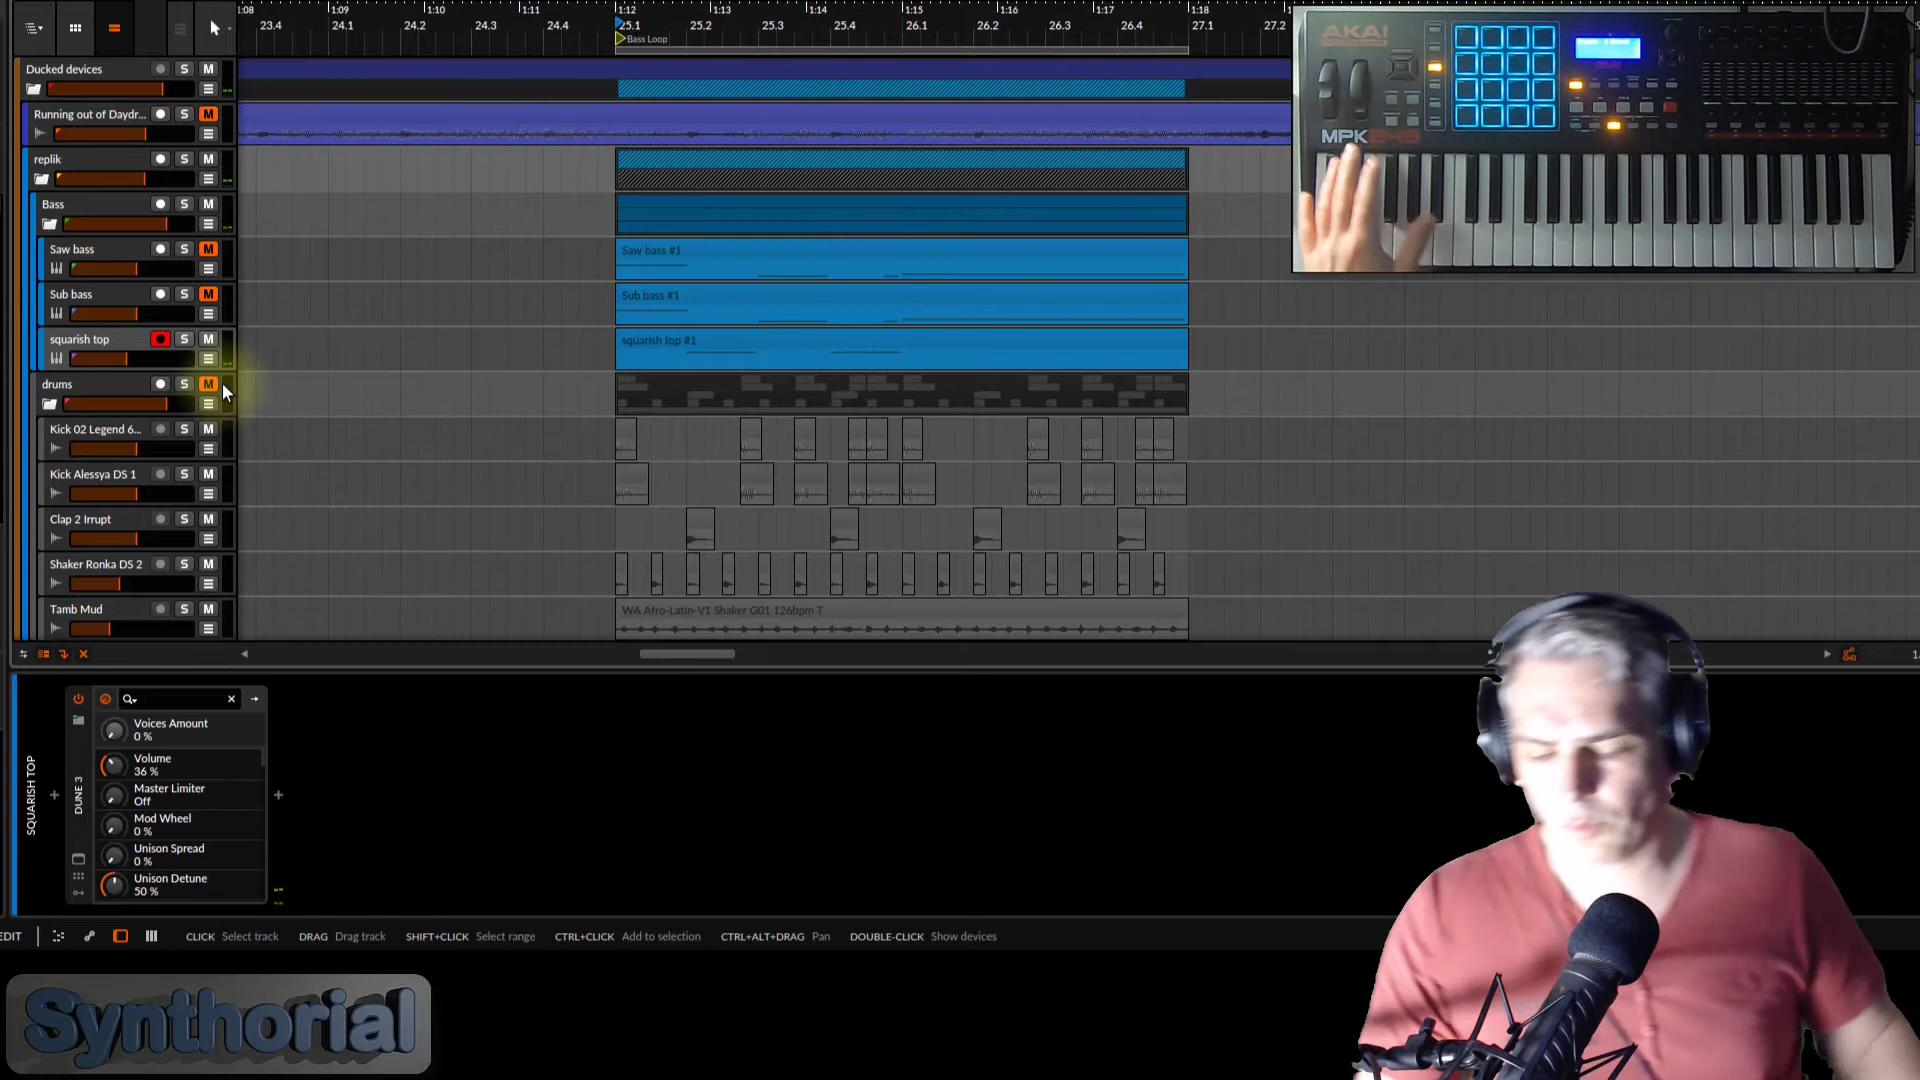 1:08
1:09
1:10
1:11
1:12
1:13
1:14
1:15
1:16
1:17
1:18
23.4
24.1
24.2
24.3
24.4
25.1
25.2
25.3
25.4
26.1
26.2
26.3
26.4
27.1
27.2
Bass Loop
Ducked devices
S M
Running out of Daydr...
S M
replik
S M
Bass
S M
Saw bass
S M
Saw bass #1
Sub bass
S M
Sub bass #1
squarish top
S M
squarish top #1
drums
S M
Kick 02 Legend 6...
S M
Kick Alessya DS 1
S M
Clap 2 Irrupt
S M
Shaker Ronka DS 2
S M
Tamb Mud
S M
WA Afro-Latin-V1 Shaker G01 126bpm T
AKAI
MPK249
SQUARISH TOP
DUNE 3
Voices Amount
0 %
Volume
36 %
Master Limiter
Off
Mod Wheel
0 %
Unison Spread
0 %
Unison Detune
50 %
EDIT
CLICK Select track
DRAG Drag track
SHIFT+CLICK Select range
CTRL+CLICK Add to selection
CTRL+ALT+DRAG Pan
DOUBLE-CLICK Show devices
Synthorial